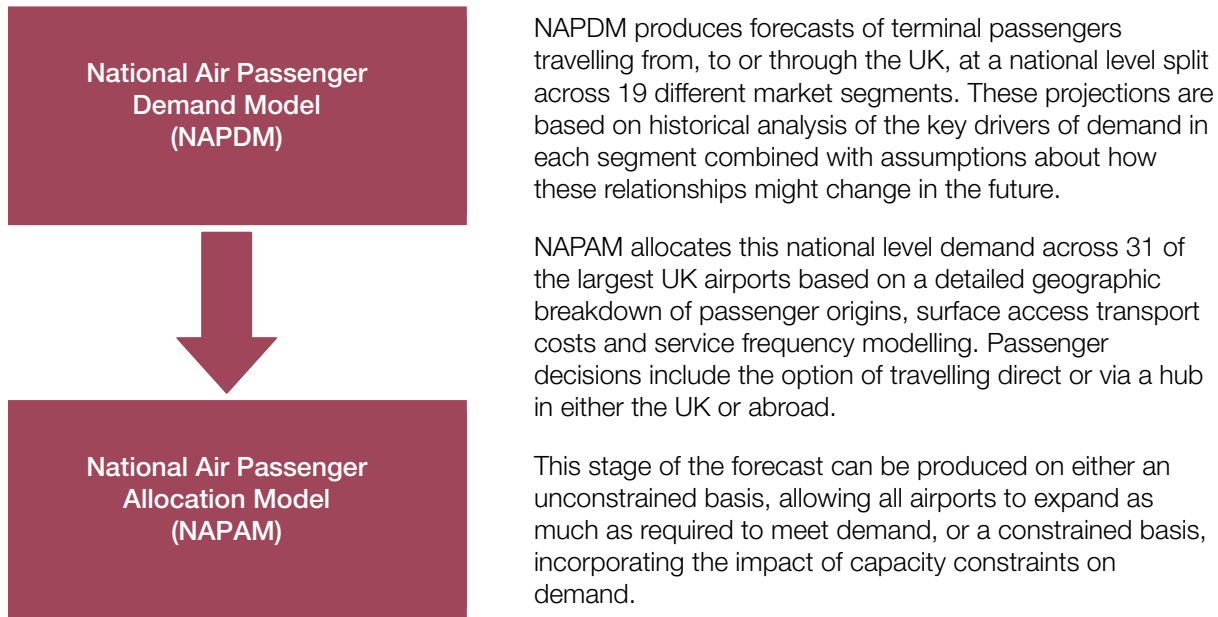 National Air Passenger
Demand Model
(NAPDM)
NAPDM produces forecasts of terminal passengers
travelling from, to or through the UK, at a national level split
across 19 different market segments. These projections are
based on historical analysis of the key drivers of demand in
each segment combined with assumptions about how
these relationships might change in the future.
NAPAM allocates this national level demand across 31 of
the largest UK airports based on a detailed geographic
breakdown of passenger origins, surface access transport
costs and service frequency modelling. Passenger
decisions include the option of travelling direct or via a hub
in either the UK or abroad.
National Air Passenger
Allocation Model
(NAPAM)
This stage of the forecast can be produced on either an
unconstrained basis, allowing all airports to expand as
much as required to meet demand, or a constrained basis,
incorporating the impact of capacity constraints on
demand.